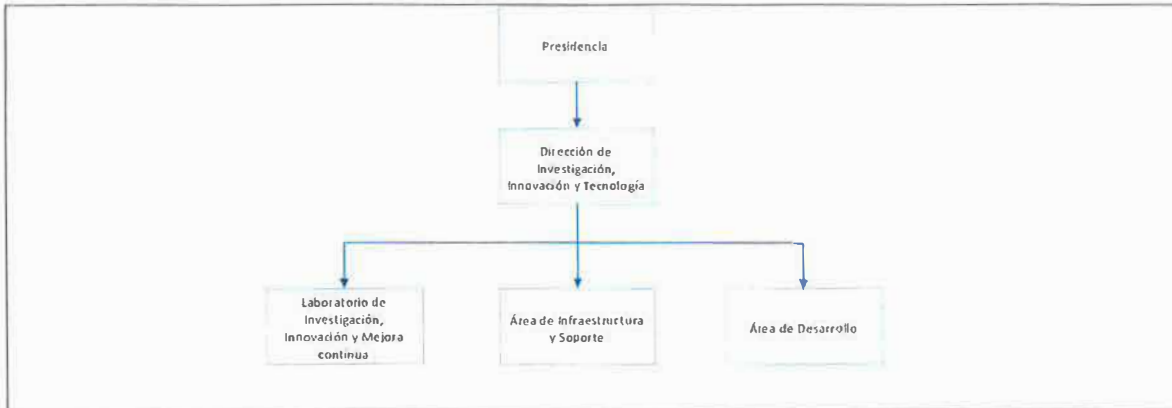 Presidencia
Dirección de
Investigación,
Innovación y Tecnología
Laboratorio de
Investigación,
Innovación y Mejora
continua
Área de Infraestructura
y Soporte
Área de Desarrollo